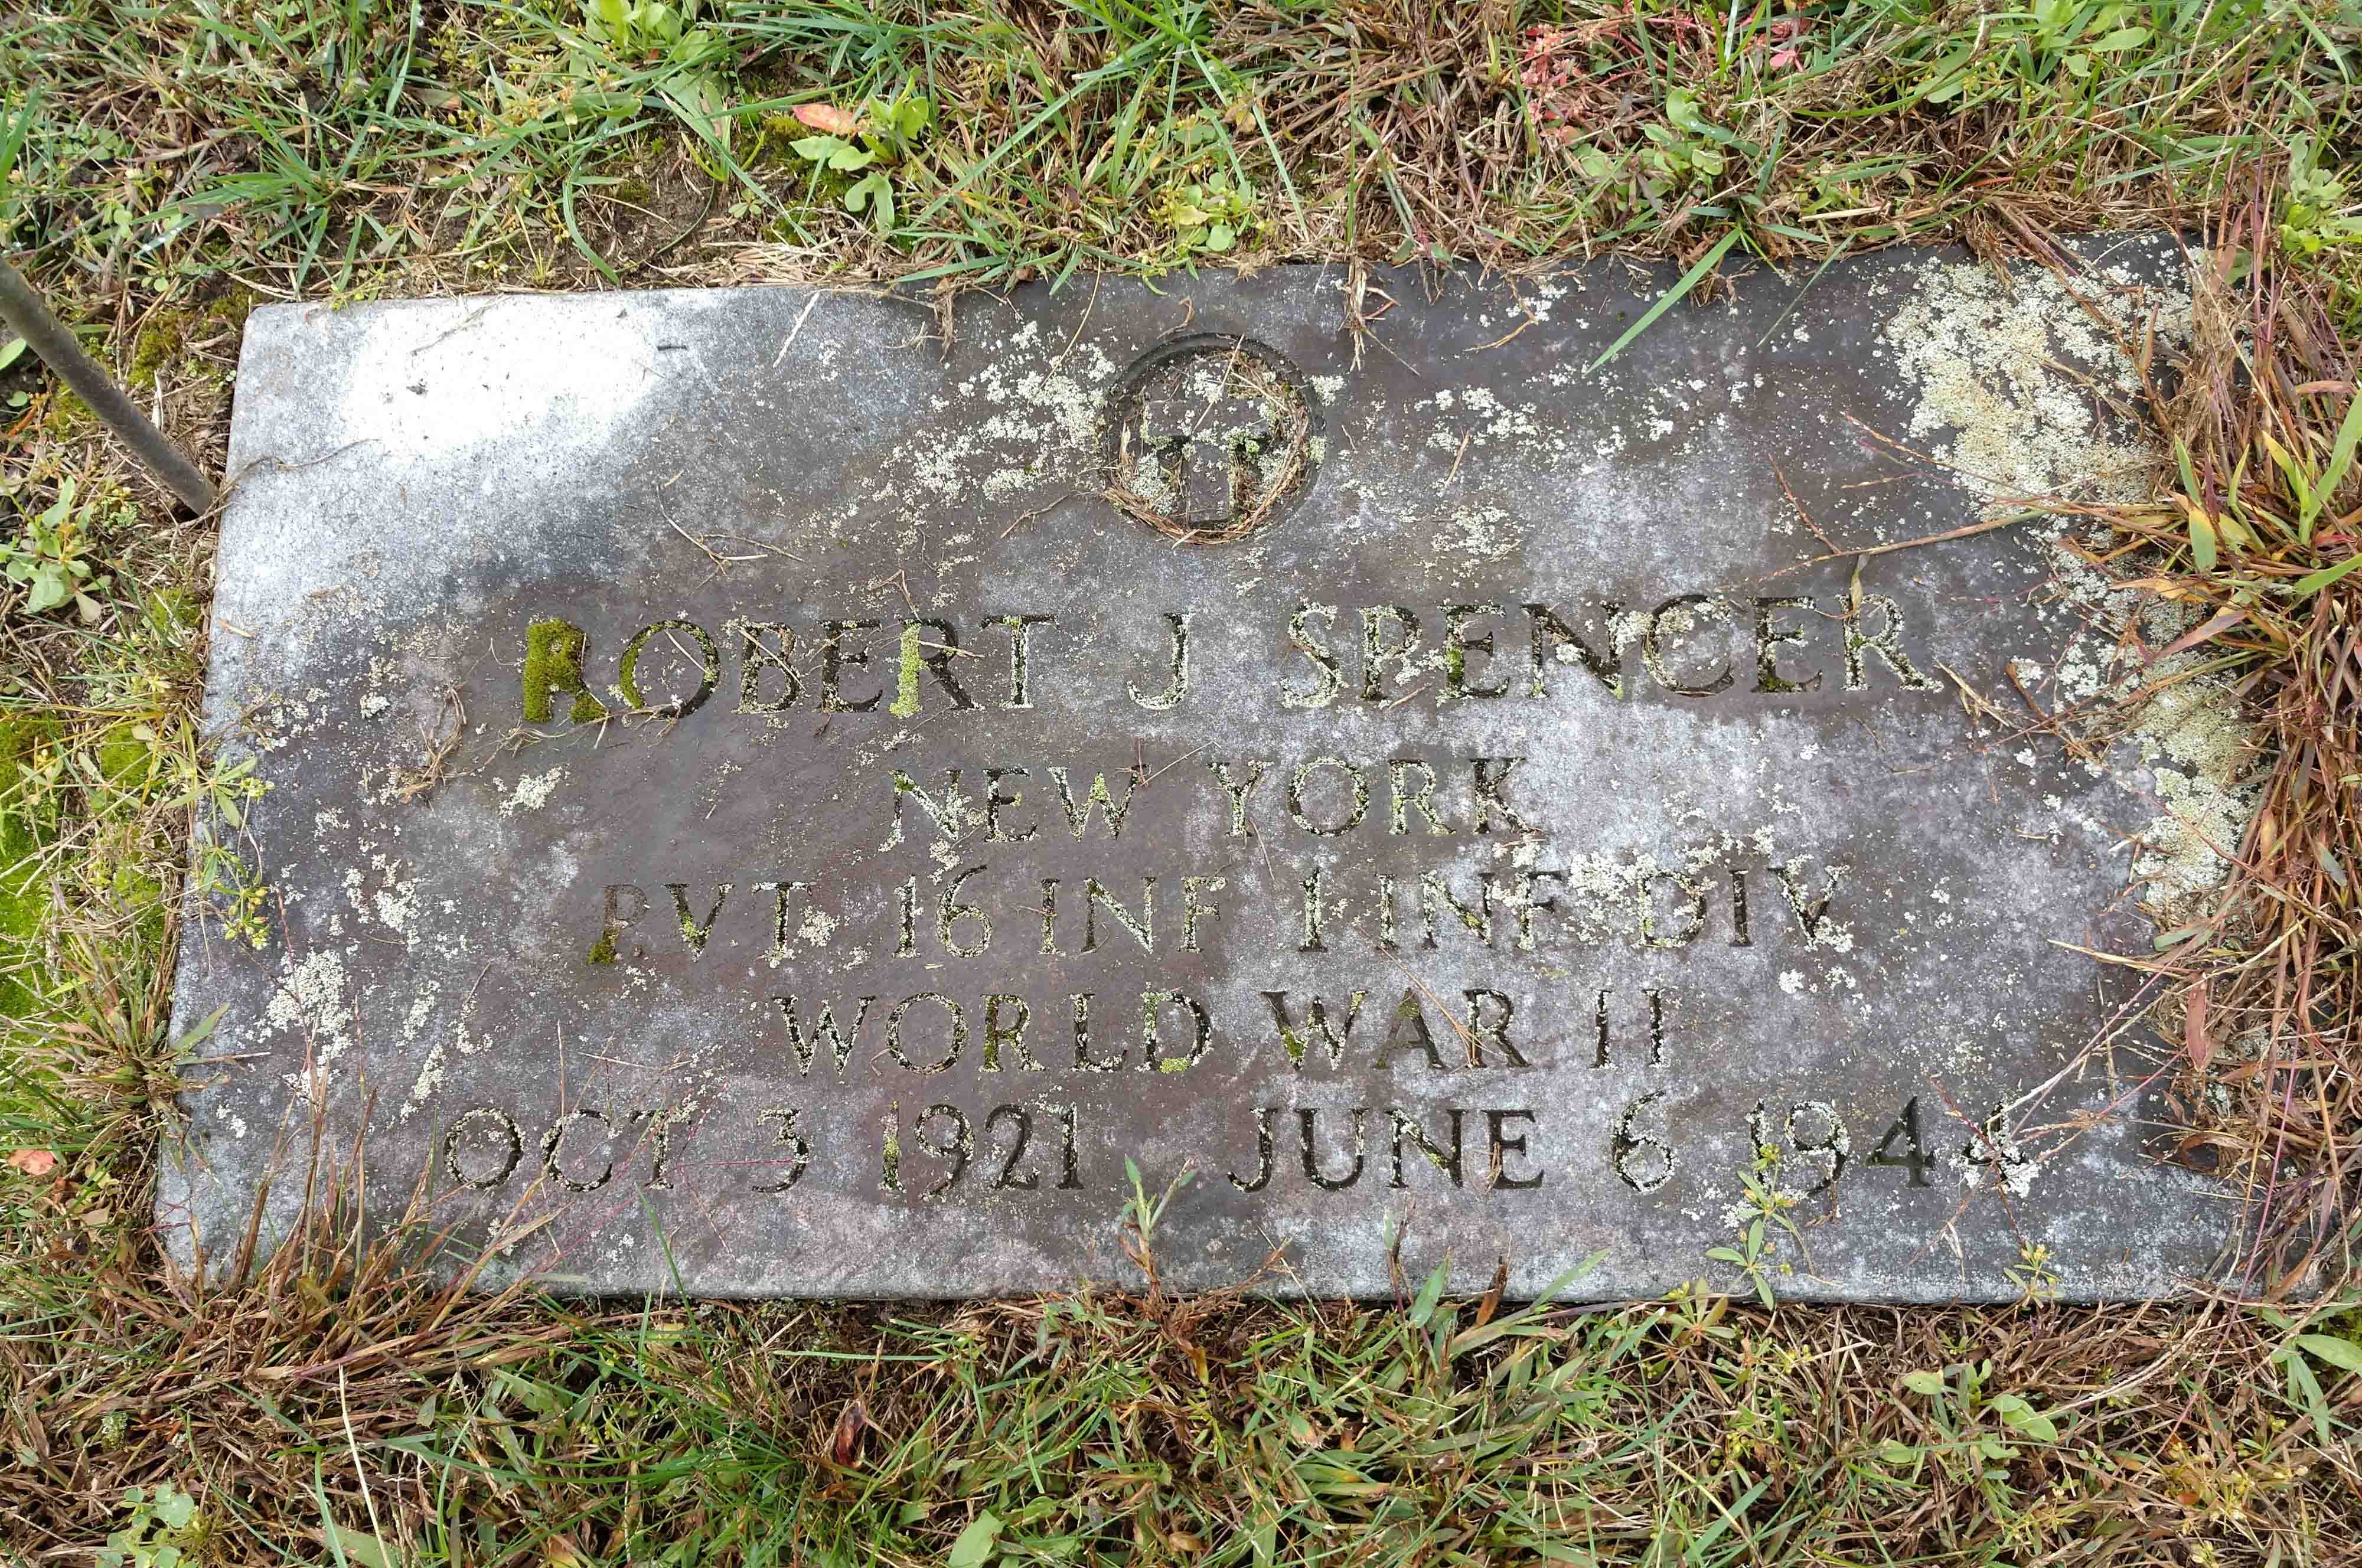 ROBERT J SPENCER
NEW YORK
PVT 16 INF 1 INF DIV
WORLD WAR II
OCT 3 1921 JUNE 6 1944